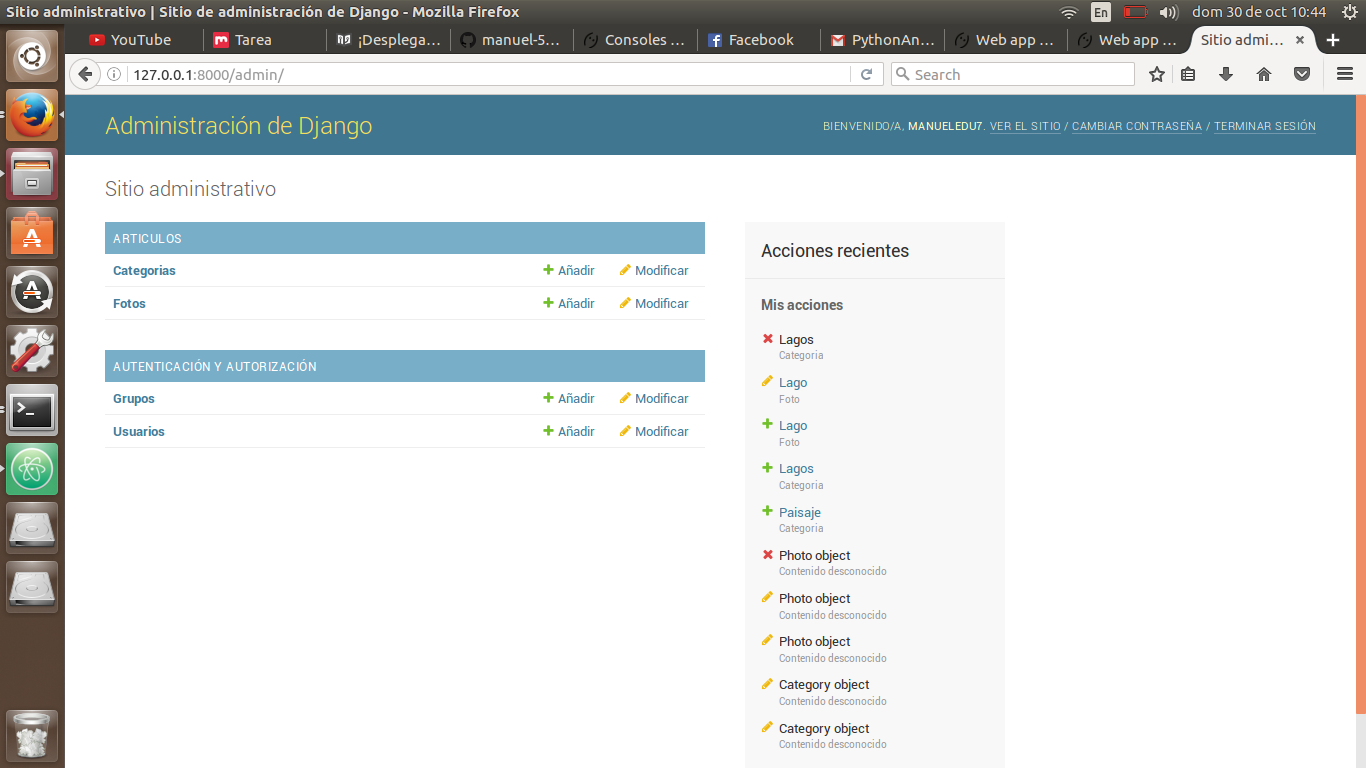 Sitio administrativo | Sitio de administración de Django - Mozilla Firefox
En
dom 30 de oct 10:44
YouTube
Tarea
¡Desplega...
manuel-5...
Consoles ...
Facebook
PythonAn...
Web app ...
Web app ...
Sitio admi...
127.0.0.1:8000/admin/
Search
Administración de Django
BIENVENIDO/A, MANUELEDU7. VER EL SITIO / CAMBIAR CONTRASEÑA / TERMINAR SESIÓN
Sitio administrativo
ARTICULOS
Categorias Añadir Modificar
Fotos Añadir Modificar
AUTENTICACIÓN Y AUTORIZACIÓN
Grupos Añadir Modificar
Usuarios Añadir Modificar
Acciones recientes
Mis acciones
Lagos
Categoria
Lago
Foto
Lago
Foto
Lagos
Categoria
Paisaje
Categoria
Photo object
Contenido desconocido
Photo object
Contenido desconocido
Photo object
Contenido desconocido
Category object
Contenido desconocido
Category object
Contenido desconocido